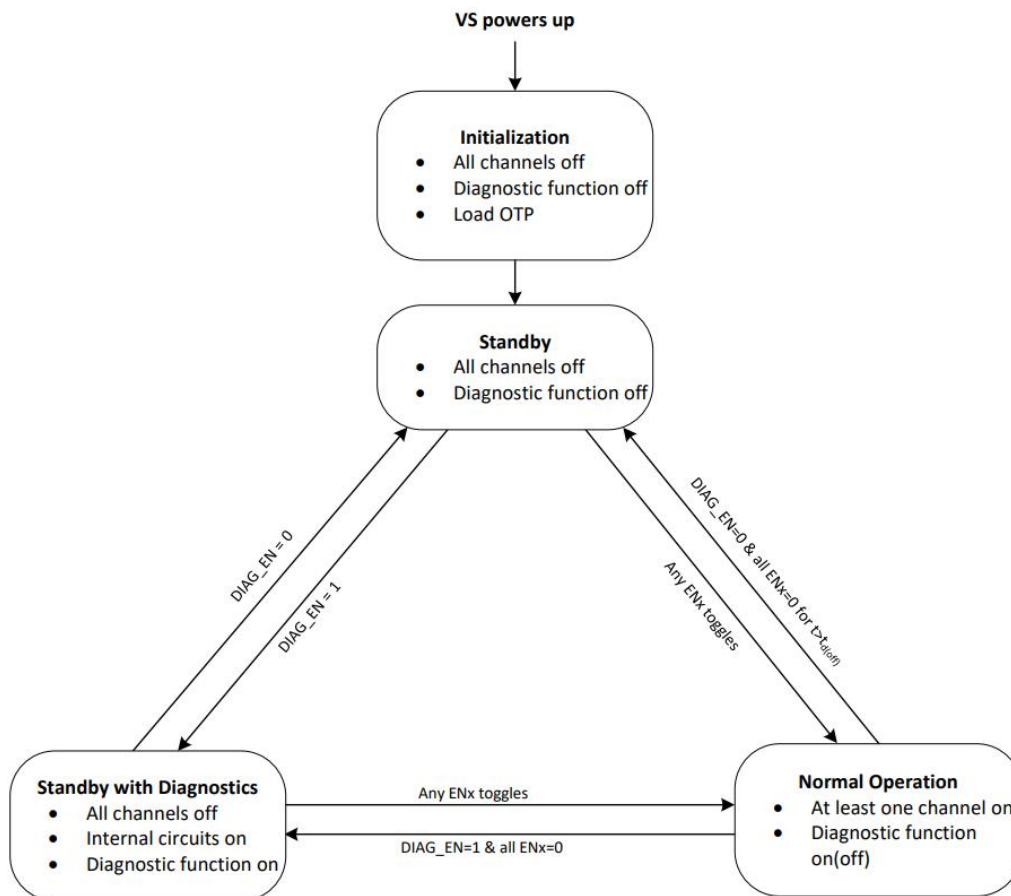 VS powers up
Initialization
• All channels off
• Diagnostic function off
• Load OTP
Standby
• All channels off
• Diagnostic function off
DIAG_EN = 0
DIAG_EN = 1
Any ENx toggles
DIAG_EN=0 & all ENx=0 for t>td(off)
Standby with Diagnostics
• All channels off
• Internal circuits on
• Diagnostic function on
Any ENx toggles
DIAG_EN=1 & all ENx=0
Normal Operation
• At least one channel on
• Diagnostic function
on(off)